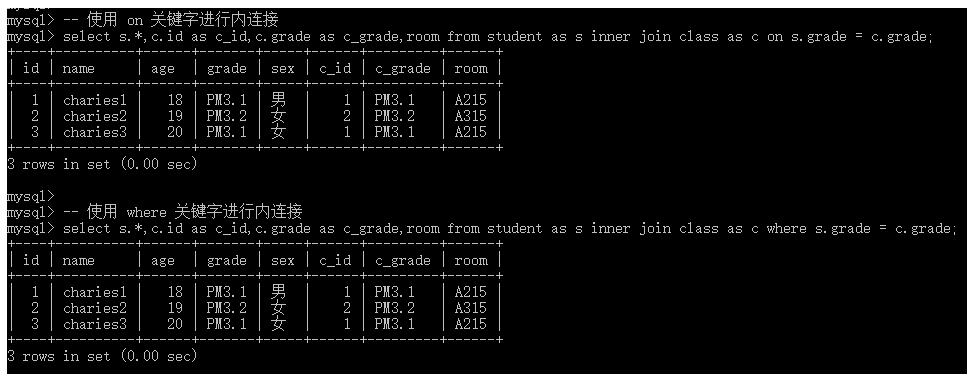 mysql> -- 使用 on 关键字进行内连接
mysql> select s.*,c.id as c_id,c.grade as c_grade,room from student as s inner join class as c on s.grade = c.grade;
+----+----------+-----+-------+-----+------+---------+------+
| id | name | age | grade | sex | c_id | c_grade | room |
+----+----------+-----+-------+-----+------+---------+------+
| 1 | charies1 | 18 | PM3.1 | 男 | 1 | PM3.1 | A215 |
| 2 | charies2 | 19 | PM3.2 | 女 | 2 | PM3.2 | A315 |
| 3 | charies3 | 20 | PM3.1 | 女 | 1 | PM3.1 | A215 |
+----+----------+-----+-------+-----+------+---------+------+
3 rows in set (0.00 sec)
mysql>
mysql> -- 使用 where 关键字进行内连接
mysql> select s.*,c.id as c_id,c.grade as c_grade,room from student as s inner join class as c where s.grade = c.grade;
+----+----------+-----+-------+-----+------+---------+------+
| id | name | age | grade | sex | c_id | c_grade | room |
+----+----------+-----+-------+-----+------+---------+------+
| 1 | charies1 | 18 | PM3.1 | 男 | 1 | PM3.1 | A215 |
| 2 | charies2 | 19 | PM3.2 | 女 | 2 | PM3.2 | A315 |
| 3 | charies3 | 20 | PM3.1 | 女 | 1 | PM3.1 | A215 |
+----+----------+-----+-------+-----+------+---------+------+
3 rows in set (0.00 sec)